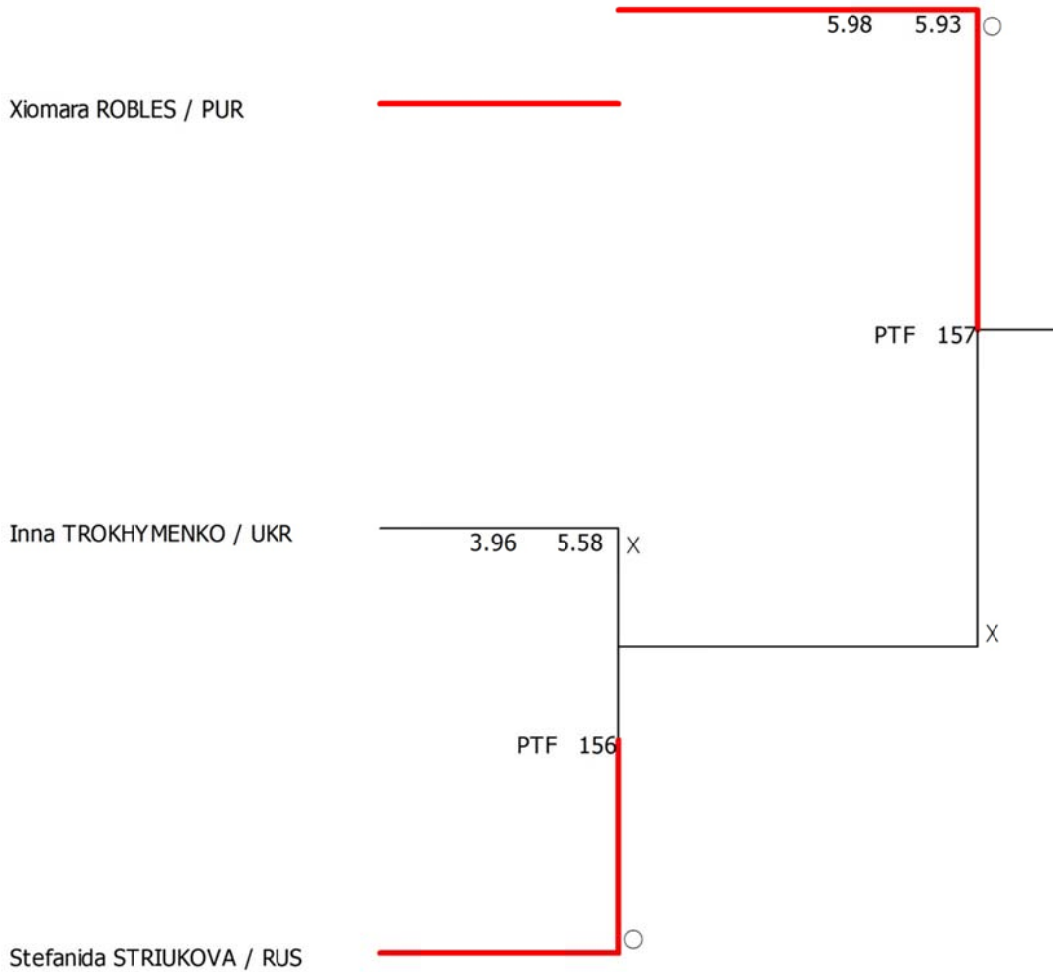 5.98 5.93 ○
Xiomara ROBLES / PUR
PTF 157
Inna TROKHYMENKO / UKR
3.96 5.58 X
X
PTF 156
○
Stefanida STRIUKOVA / RUS